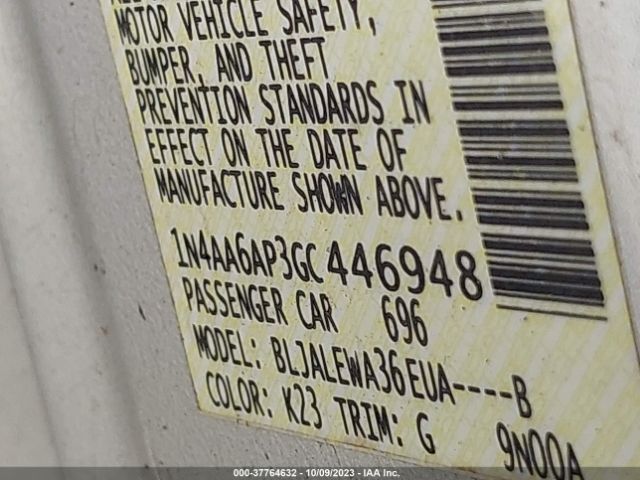 MOTOR VEHICLE SAFETY,
BUMPER, AND THEFT
PREVENTION STANDARDS IN
EFFECT ON THE DATE OF
MANUFACTURE SHOWN ABOVE.
1N4AA6AP3GC446948
PASSENGER CAR 696
MODEL: BLJALEWA36EUA----B
COLOR: K23 TRIM: G 9N00A
000-37764632 - 10/09/2023 - IAA Inc.